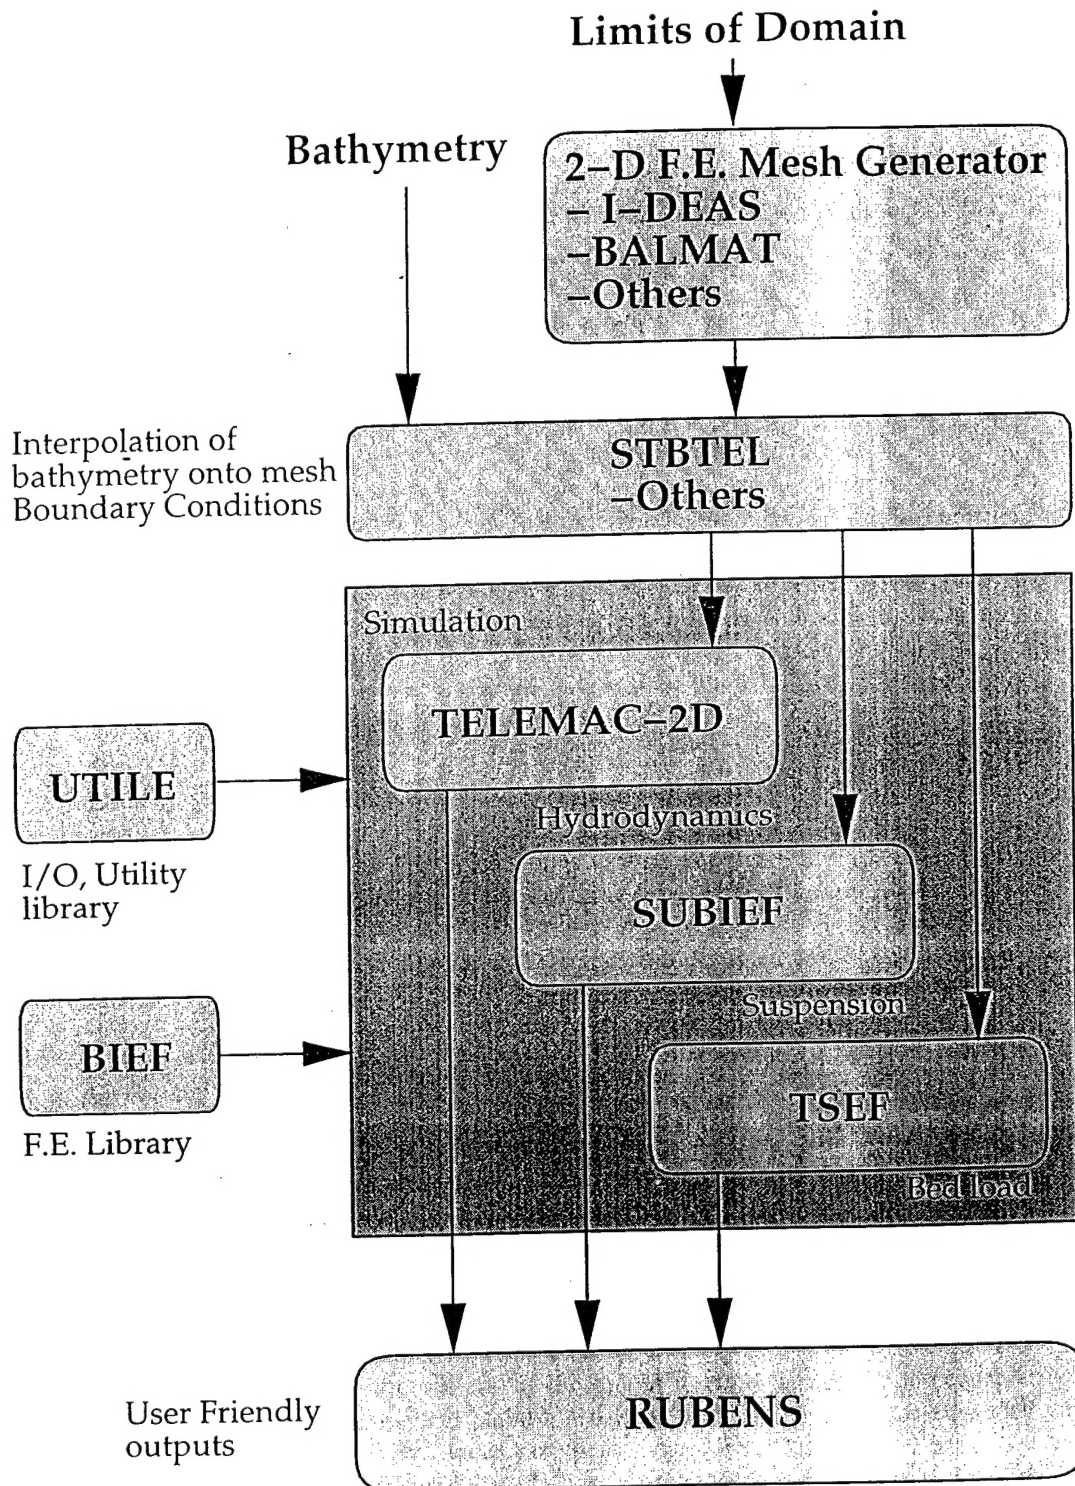 Limits of Domain
Bathymetry
2–D F.E. Mesh Generator
– I–DEAS
–BALMAT
–Others
Interpolation of
bathymetry onto mesh
Boundary Conditions
STBTEL
–Others
Simulation
TELEMAC–2D
UTILE
Hydrodynamics
I/O, Utility
library
SUBIEF
Suspension
BIEF
TSEF
F.E. Library
Bed load
User Friendly
outputs
RUBENS